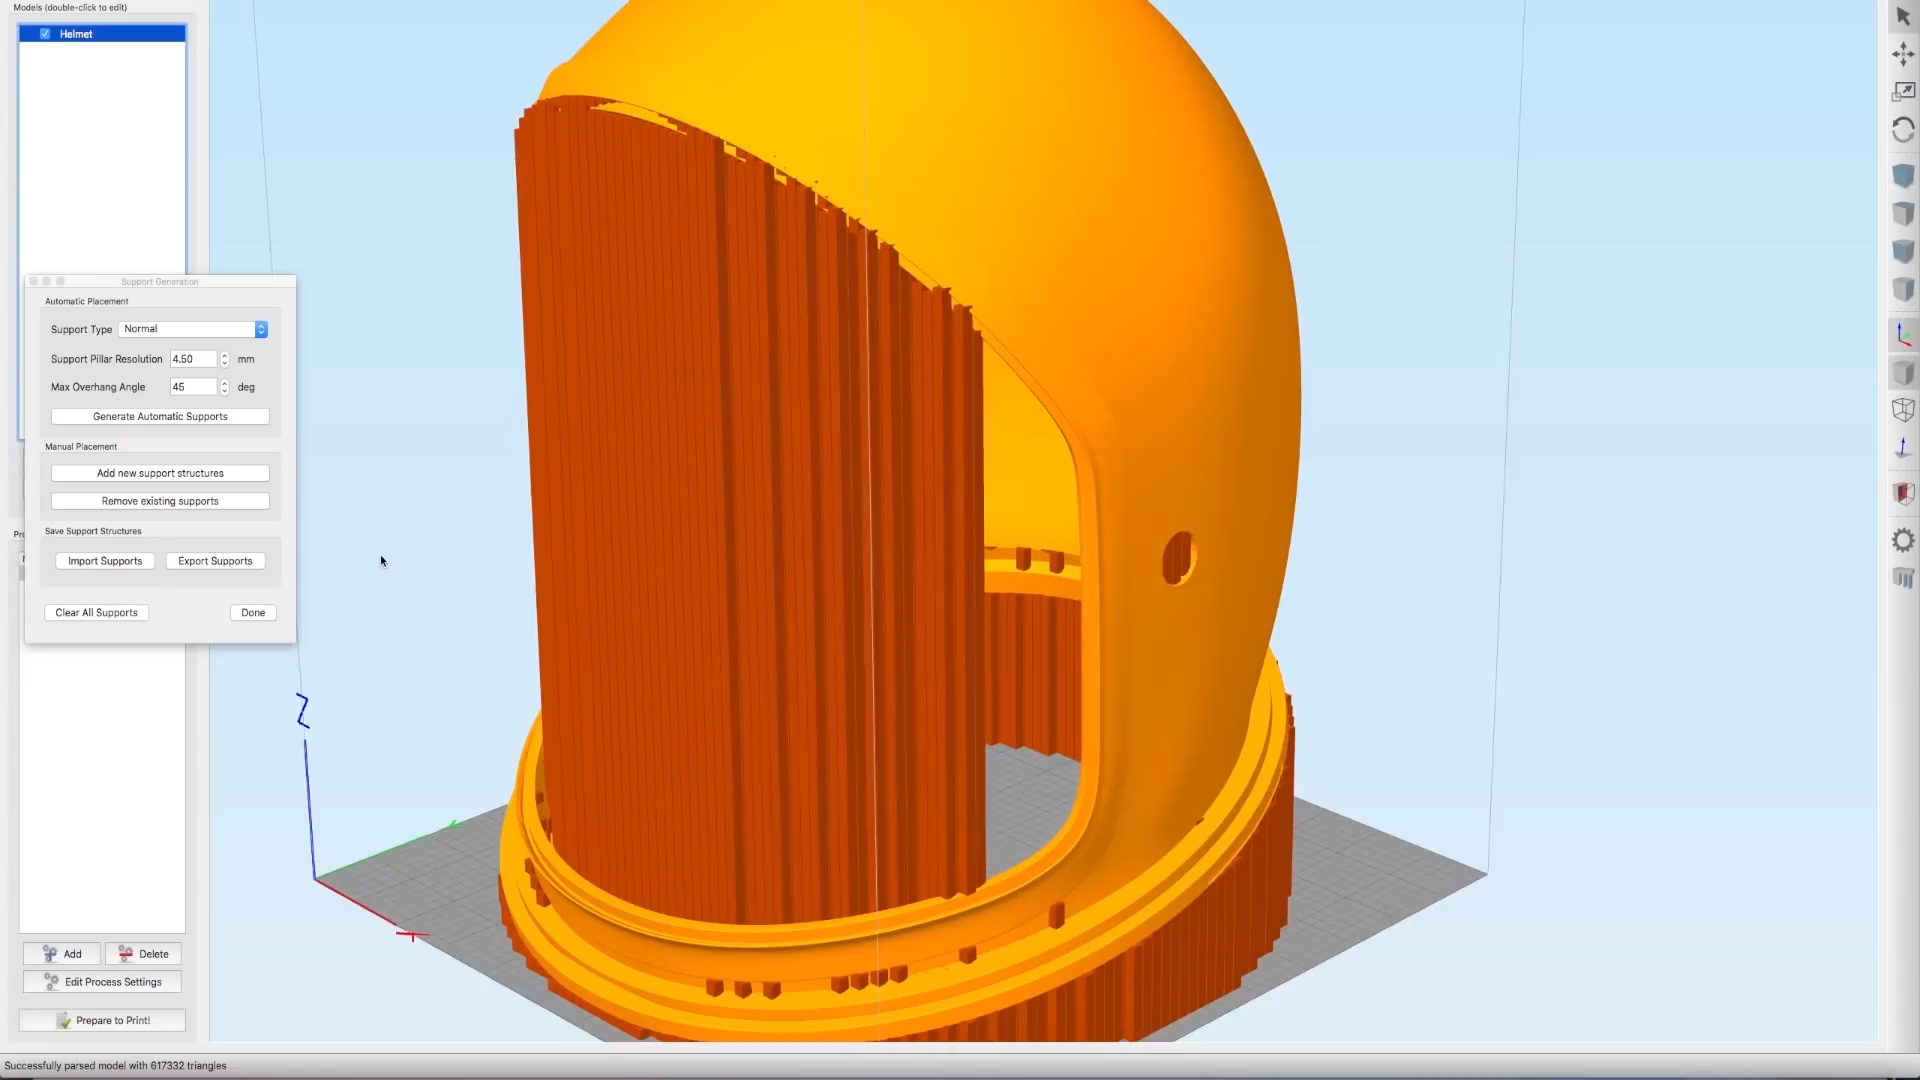 Models (double-click to edit)
Helmet
Support Generation
Automatic Placement
Support Type Normal
Support Pillar Resolution 4.50 mm
Max Overhang Angle 45 deg
Generate Automatic Supports
Manual Placement
Add new support structures
Remove existing supports
Save Support Structures
Import Supports Export Supports
Clear All Supports Done
Add Delete
Edit Process Settings
Prepare to Print!
Successfully parsed model with 617332 triangles